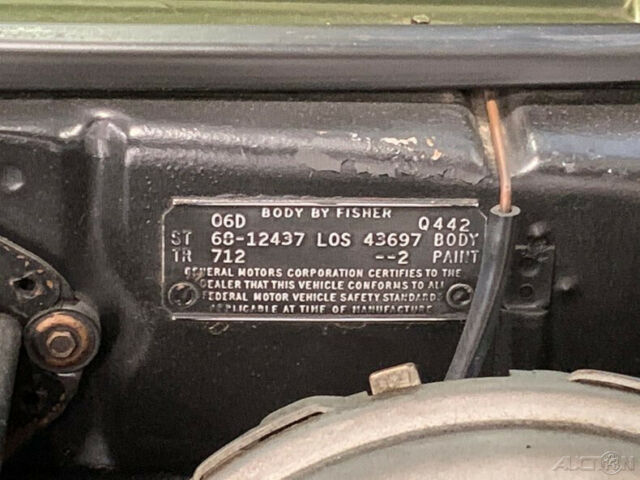 BODY BY FISHER
06D Q442
ST 68-12437 LOS 43697 BODY
TR 712 --2 PAINT
GENERAL MOTORS CORPORATION CERTIFIES TO THE
DEALER THAT THIS VEHICLE CONFORMS TO ALL
FEDERAL MOTOR VEHICLE SAFETY STANDARDS
APPLICABLE AT TIME OF MANUFACTURE